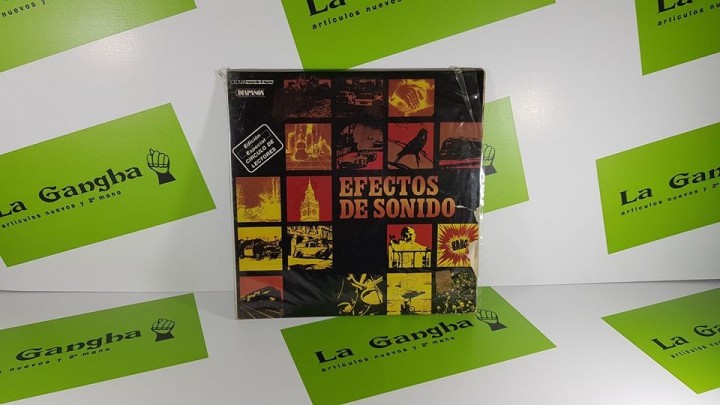 La Gangba
artículos nuevos y 2ª mano
La Gangba
artículos nuevos y 2ª mano
La Gangba
artículos nuevos y 2ª mano
La Gangba
artículos nuevos y 2ª mano
La Gangba
artículos nuevos y 2ª mano
La Gangba
artículos nuevos y 2ª mano
DIAPASON
Edición
Especial
CIRCULO DE
LECTORES
EFECTOS
DE SONIDO
BANG